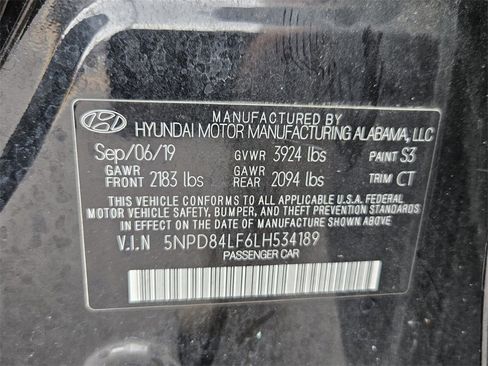 MANUFACTURED BY
HYUNDAI MOTOR MANUFACTURING ALABAMA, LLC
Sep/06/19 GVWR 3924 lbs PAINT S3
GAWR FRONT 2183 lbs GAWR REAR 2094 lbs TRIM CT
THIS VEHICLE CONFORMS TO ALL APPLICABLE U.S.A. FEDERAL
MOTOR VEHICLE SAFETY, BUMPER, AND THEFT PREVENTION STANDARDS
IN EFFECT ON THE DATE OF MANUFACTURE SHOWN ABOVE.
V.I.N 5NPD84LF6LH534189
PASSENGER CAR